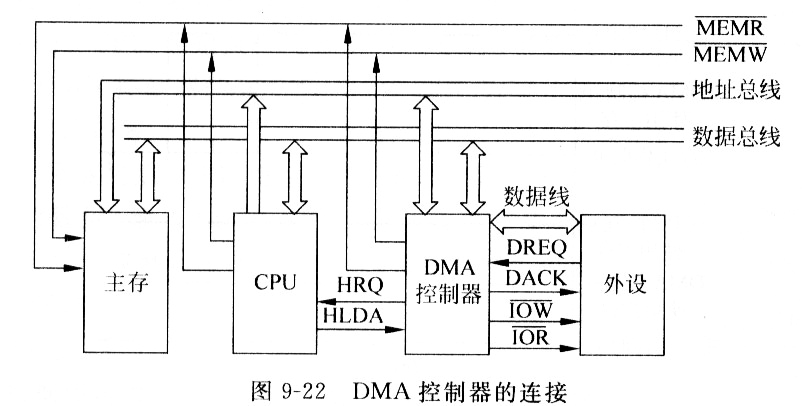 MEMR
MEMW
地址总线
数据总线
数据线
DREQ
主存
CPU
DMA
控制器
DACK
外设
HRQ
IOW
HLDA
IOR
图 9-22 DMA 控制器的连接